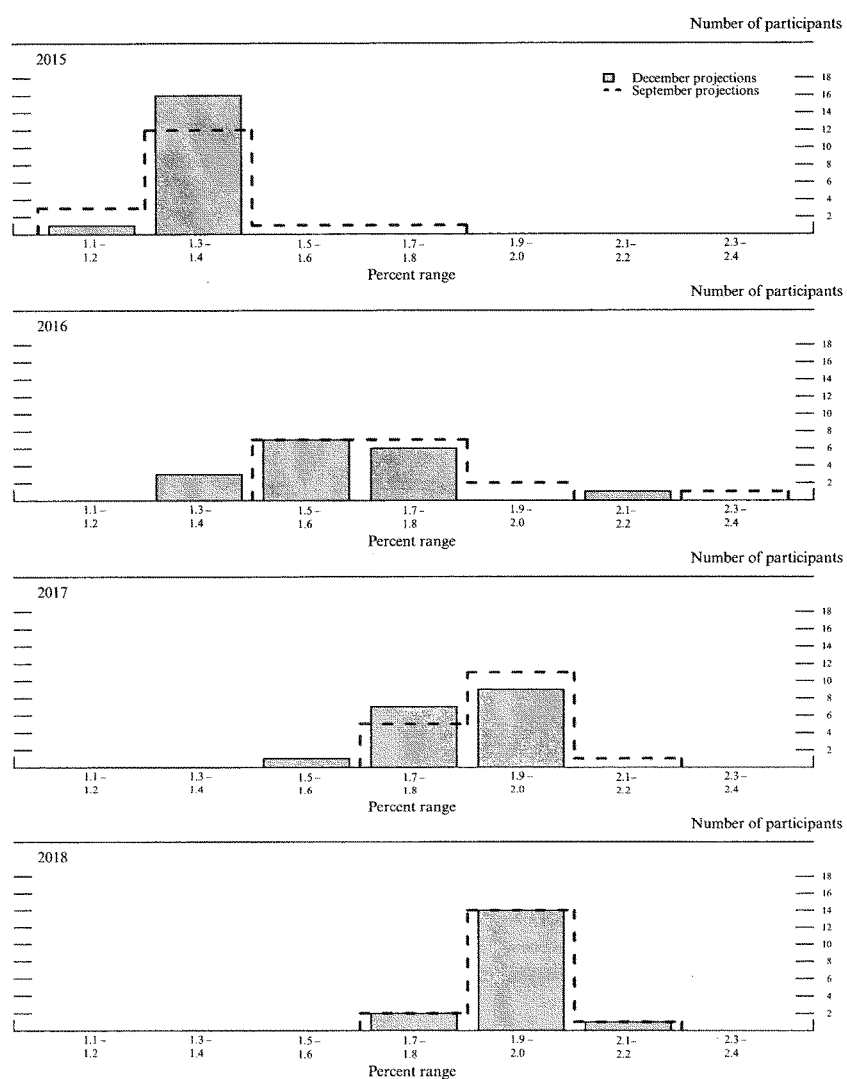 Number of participants
2015
December projections
September projections
18
16
14
12
10
8
6
4
2
1.1 – 1.3 – 1.5 – 1.7 – 1.9 – 2.1 – 2.3 –
1.2 1.4 1.6 1.8 2.0 2.2 2.4
Percent range
Number of participants
2016
18
16
14
12
10
8
6
4
2
1.1 – 1.3 – 1.5 – 1.7 – 1.9 – 2.1 – 2.3 –
1.2 1.4 1.6 1.8 2.0 2.2 2.4
Percent range
Number of participants
2017
18
16
14
12
10
8
6
4
2
1.1 – 1.3 – 1.5 – 1.7 – 1.9 – 2.1 – 2.3 –
1.2 1.4 1.6 1.8 2.0 2.2 2.4
Percent range
Number of participants
2018
18
16
14
12
10
8
6
4
2
1.1 – 1.3 – 1.5 – 1.7 – 1.9 – 2.1 – 2.3 –
1.2 1.4 1.6 1.8 2.0 2.2 2.4
Percent range